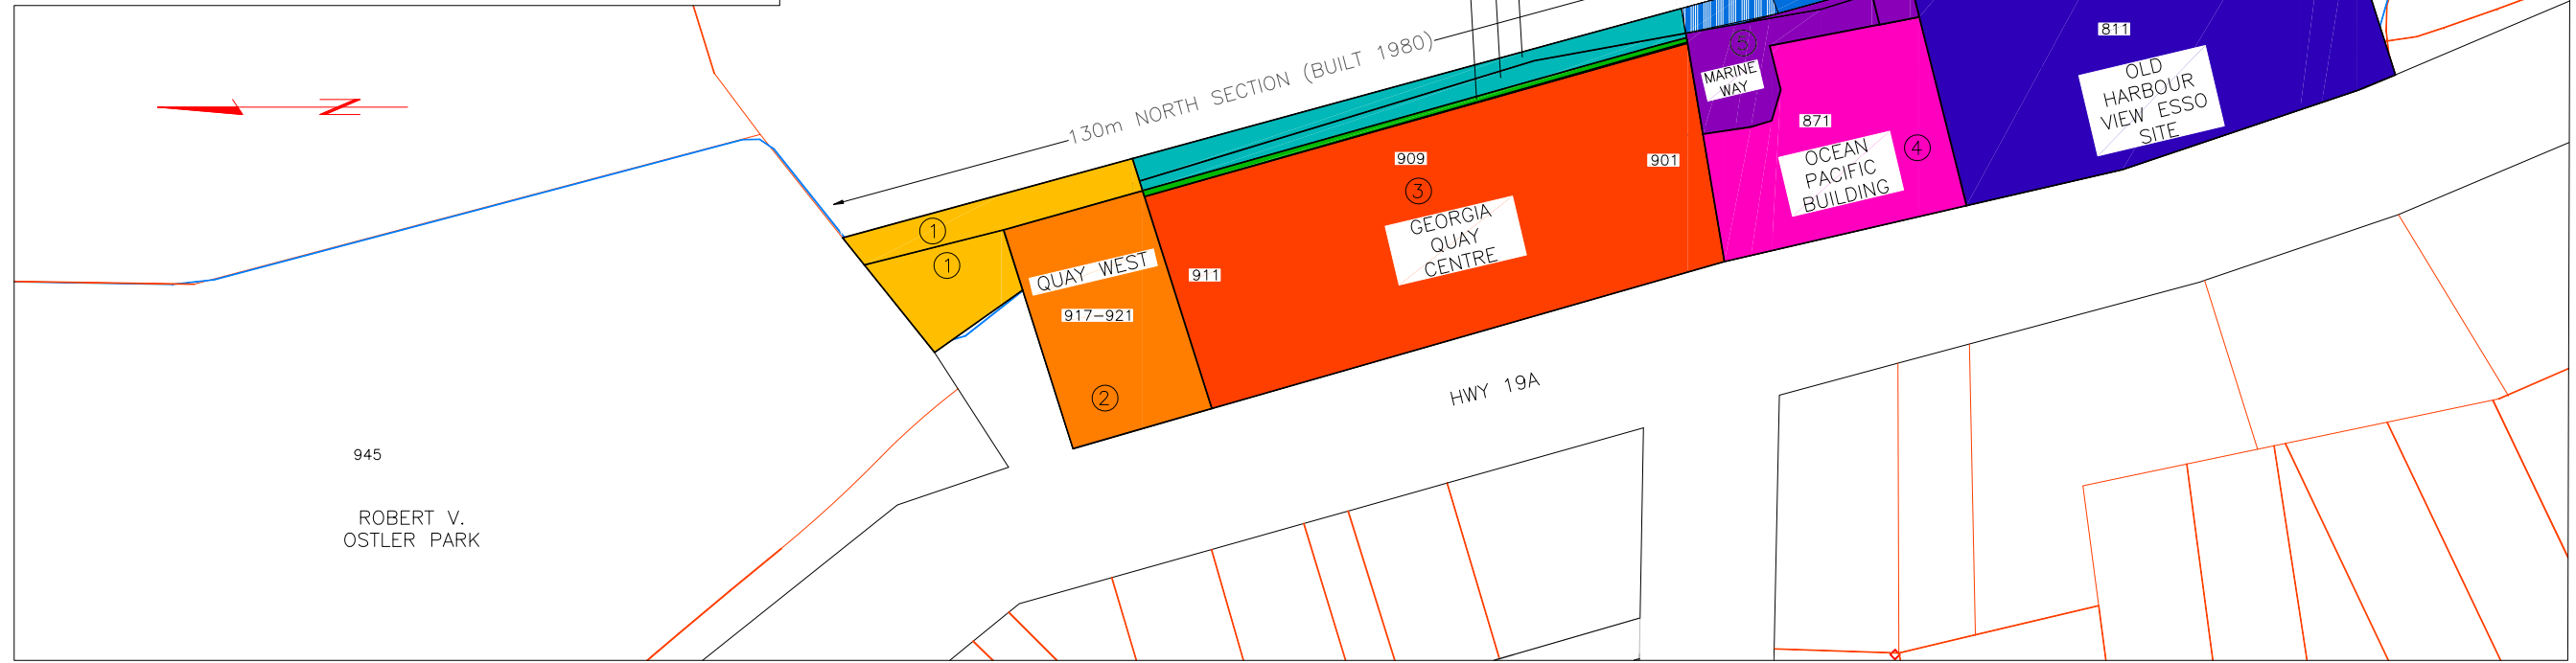 811
OLD
HARBOUR
VIEW ESSO
SITE
N
130m NORTH SECTION (BUILT 1980)
5
MARINE
WAY
871
OCEAN
PACIFIC
BUILDING
4
909
901
3
GEORGIA
QUAY
CENTRE
1
1
QUAY WEST
911
917-921
2
HWY 19A
945
ROBERT V.
OSTLER PARK